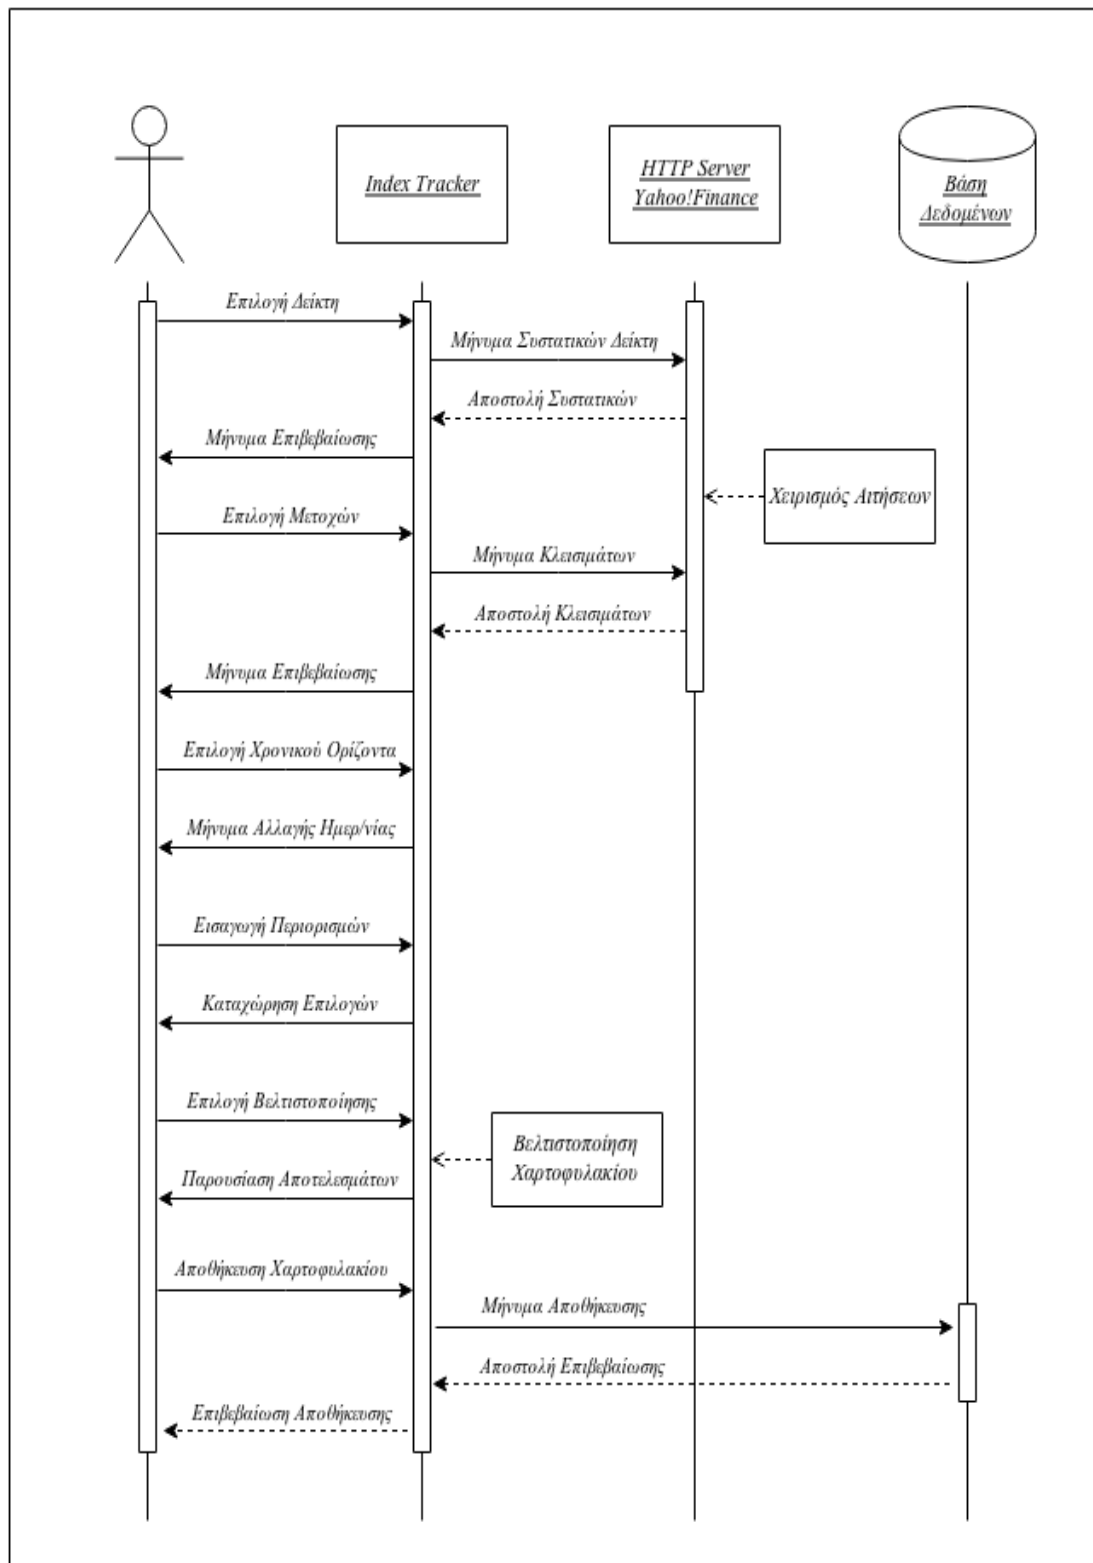 Index Tracker
HTTP Server
Yahoo!Finance
Βάση
Δεδομένων
Επιλογή Δείκτη
Μήνυμα Συστατικών Δείκτη
Αποστολή Συστατικών
Μήνυμα Επιβεβαίωσης
Χειρισμός Αιτήσεων
Επιλογή Μετοχών
Μήνυμα Κλεισιμάτων
Αποστολή Κλεισιμάτων
Μήνυμα Επιβεβαίωσης
Επιλογή Χρονικού Ορίζοντα
Μήνυμα Αλλαγής Ημερ/νίας
Εισαγωγή Περιορισμών
Καταχώρηση Επιλογών
Επιλογή Βελτιστοποίησης
Βελτιστοποίηση
Χαρτοφυλακίου
Παρουσίαση Αποτελεσμάτων
Αποθήκευση Χαρτοφυλακίου
Μήνυμα Αποθήκευσης
Αποστολή Επιβεβαίωσης
Επιβεβαίωση Αποθήκευσης